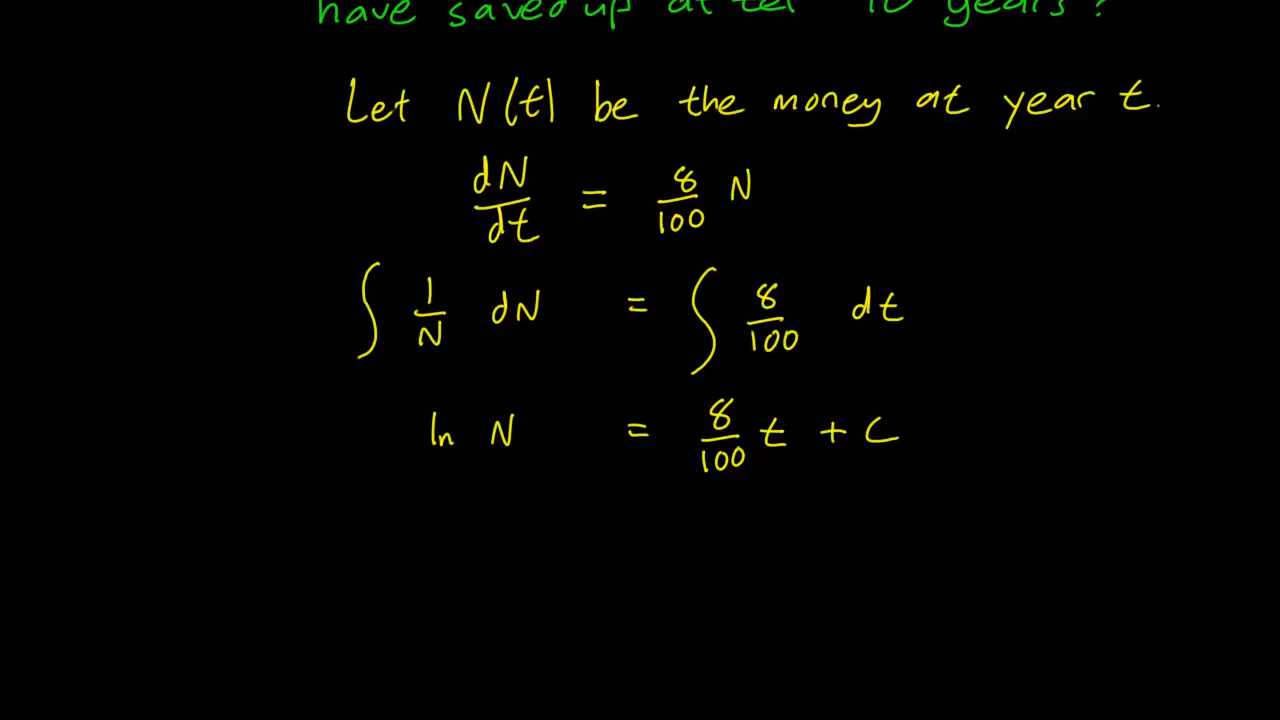 have saved up after 10 years?
Let N(t) be the money at year t.
dN/dt = 8/100 N
∫ 1/N dN = ∫ 8/100 dt
ln N = 8/100 t + C